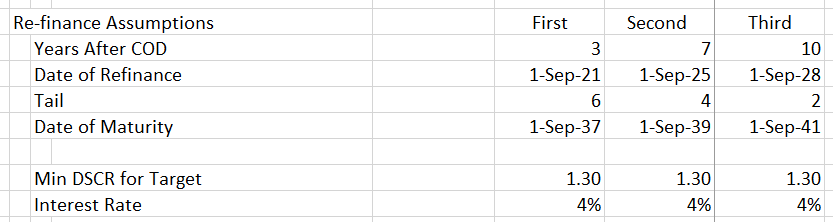 Re-finance Assumptions First Second Third
Years After COD 3 7 10
Date of Refinance 1-Sep-21 1-Sep-25 1-Sep-28
Tail 6 4 2
Date of Maturity 1-Sep-37 1-Sep-39 1-Sep-41
Min DSCR for Target 1.30 1.30 1.30
Interest Rate 4% 4% 4%